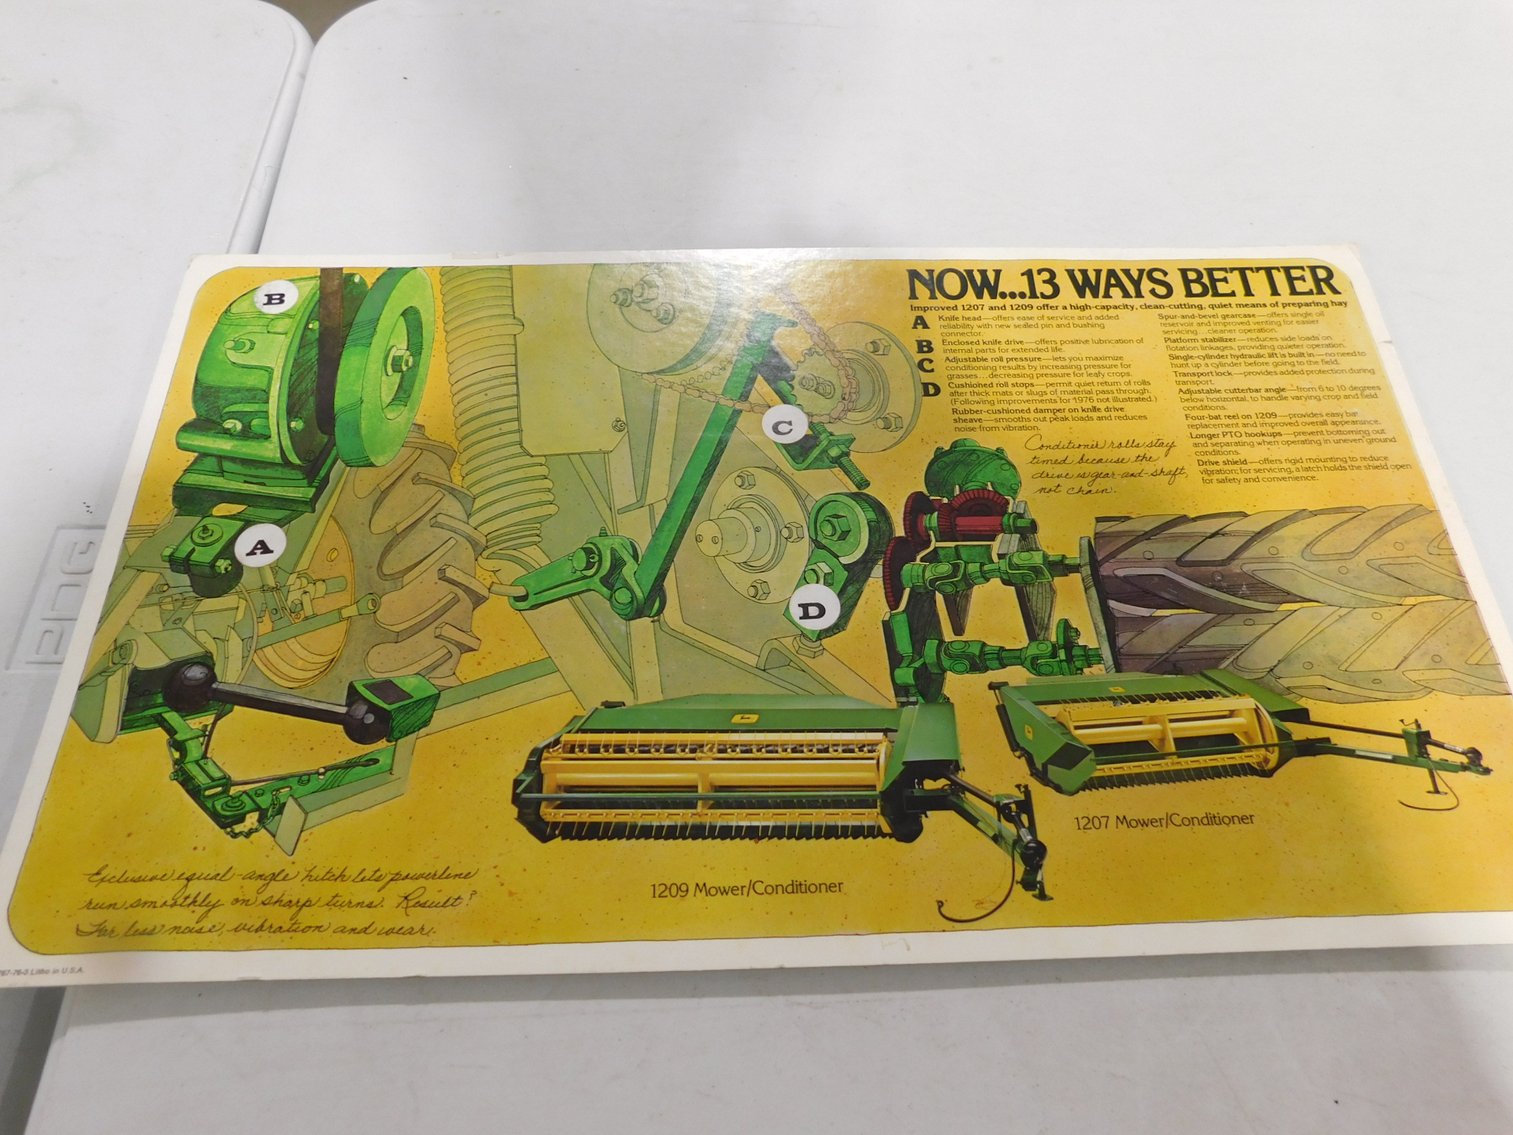 NOW...13 WAYS BETTER
Improved 1207 and 1209 offer a high-capacity, clean-cutting, quiet means of preparing hay
A Knife head—offers ease of service and added
reliability with new sealed pin and bushing
connector.
B Enclosed knife drive—offers positive lubrication of
internal parts for extended life.
C Adjustable roll pressure—lets you maximize
conditioning results by increasing pressure for
grasses...decreasing pressure for leafy crops.
D Cushioned roll stops—permit quiet return of rolls
after thick mats or slugs of material pass through.
(Following improvements for 1976 not illustrated.)
Rubber-cushioned damper on knife drive
sheave—smooths out peak loads and reduces
noise from vibration.
Spur-and-bevel gearcase—offers single oil
reservoir and improved venting for easier
servicing...cleaner operation.
Platform stabilizer—reduces side loads on
flotation linkages, providing quieter operation.
Single-cylinder hydraulic lift is built in—no need to
hunt up a cylinder before going to the field.
Transport lock—provides added protection during
transport.
Adjustable cutterbar angle—from 6 to 10 degrees
below horizontal, to handle varying crop and field
conditions.
Four-bat reel on 1209—provides easy bat
replacement and improved overall appearance.
Longer PTO hookups—prevent bottoming out
and separating when operating in uneven ground
conditions.
Drive shield—offers rigid mounting to reduce
vibration; for servicing, a latch holds the shield open
for safety and convenience.
Conditioner rolls stay
timed because the
drive is gear-and-shaft,
not chain.
B
C
A
D
1207 Mower/Conditioner
1209 Mower/Conditioner
Exclusive equal-angle hitch lets powerline
run smoothly on sharp turns. Result?
Far less noise, vibration and wear.
67-76-3 Litho in U.S.A.